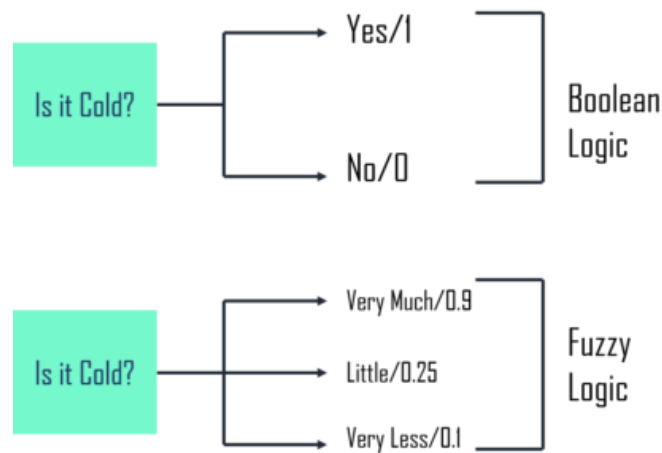 Is it Cold?
Yes/1
No/0
Boolean
Logic
Is it Cold?
Very Much/0.9
Little/0.25
Very Less/0.1
Fuzzy
Logic